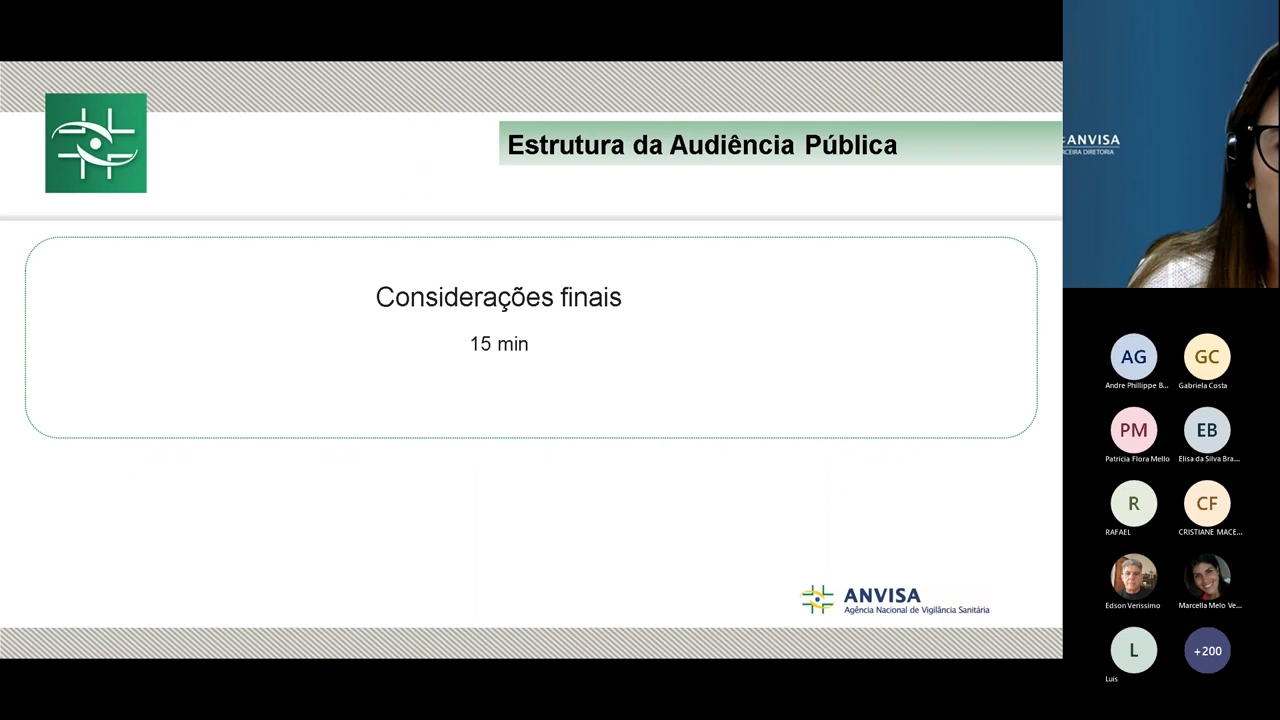 Estrutura da Audiência Pública
Considerações finais
15 min
ANVISA
Agência Nacional de Vigilância Sanitária
ANVISA
CEIRA DIRETORIA
AG
GC
Andre Phillippe B...
Gabriela Costa
PM
EB
Patricia Flora Mello
Elisa da Silva Bra...
R
CF
RAFAEL
CRISTIANE MACE...
Edson Verissimo
Marcella Melo Ve...
L
+200
Luis